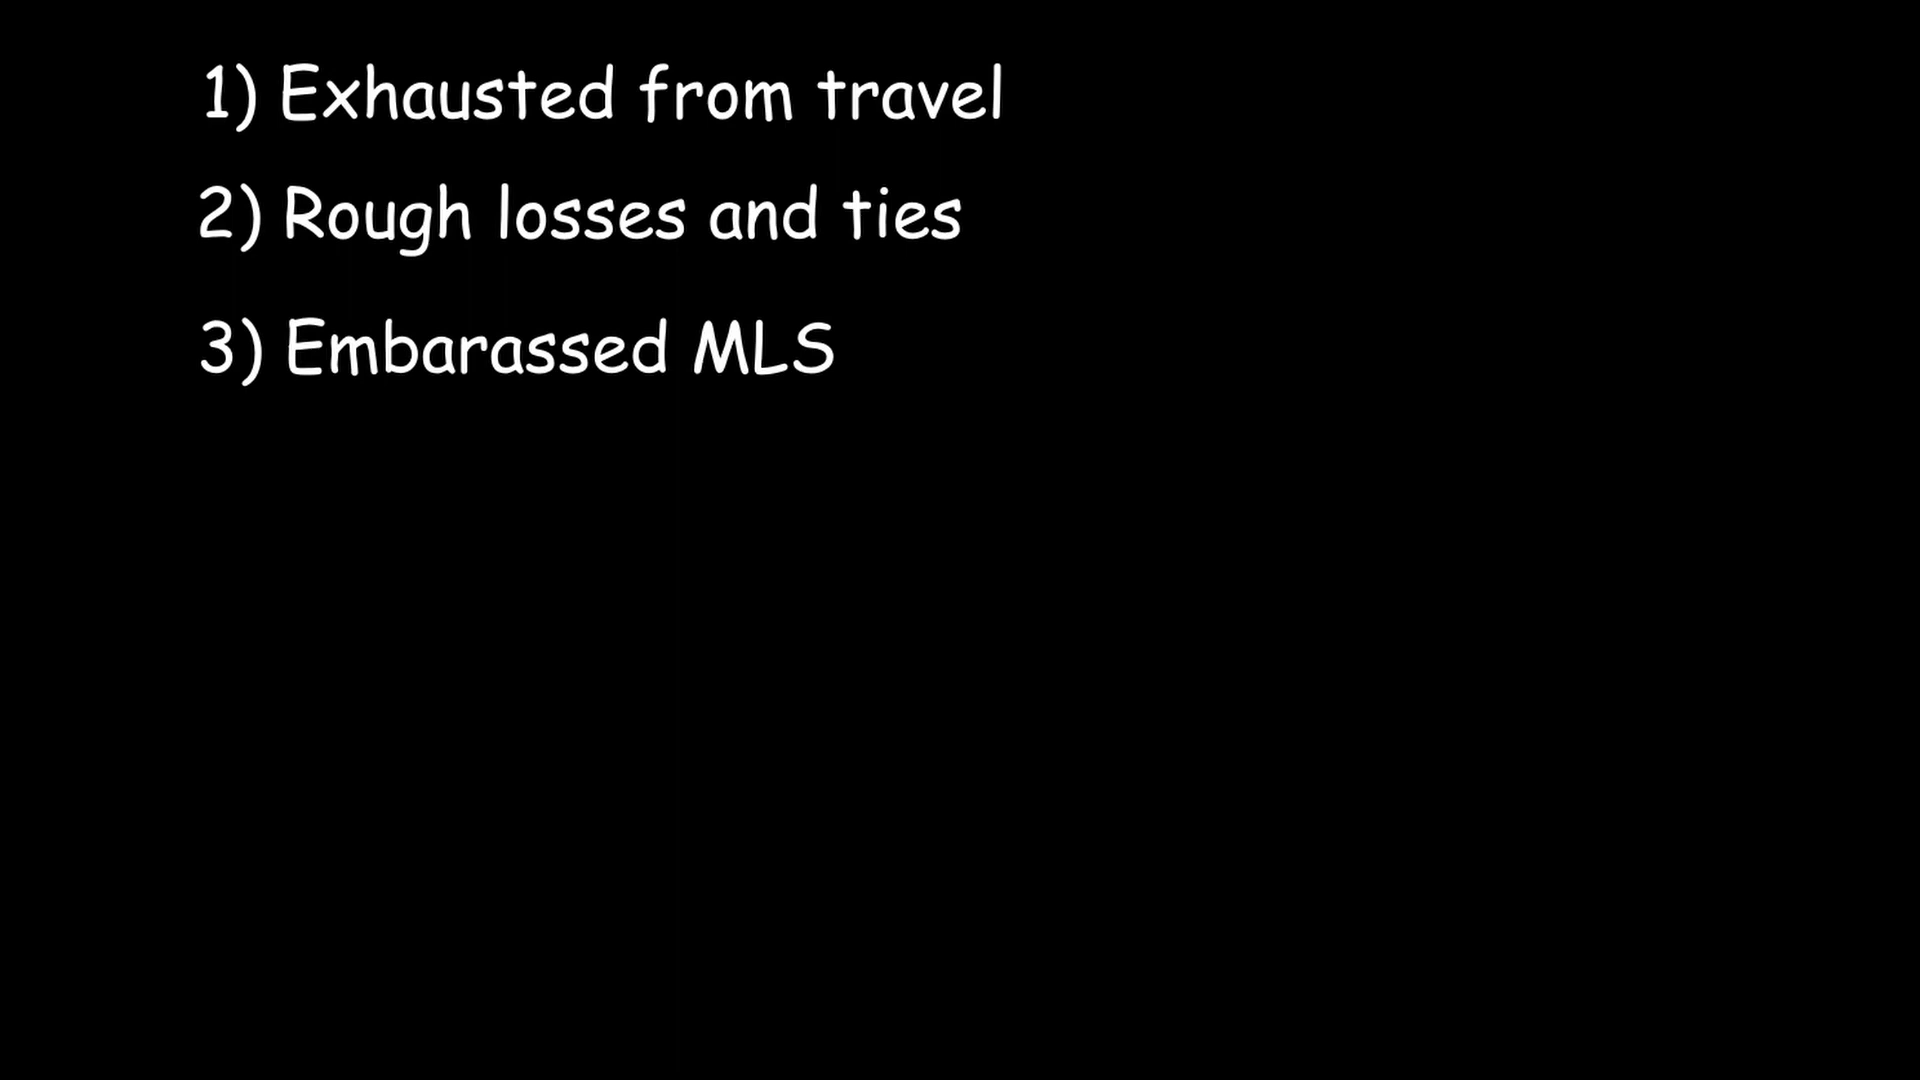 1) Exhausted from travel
2) Rough losses and ties
3) Embarassed MLS